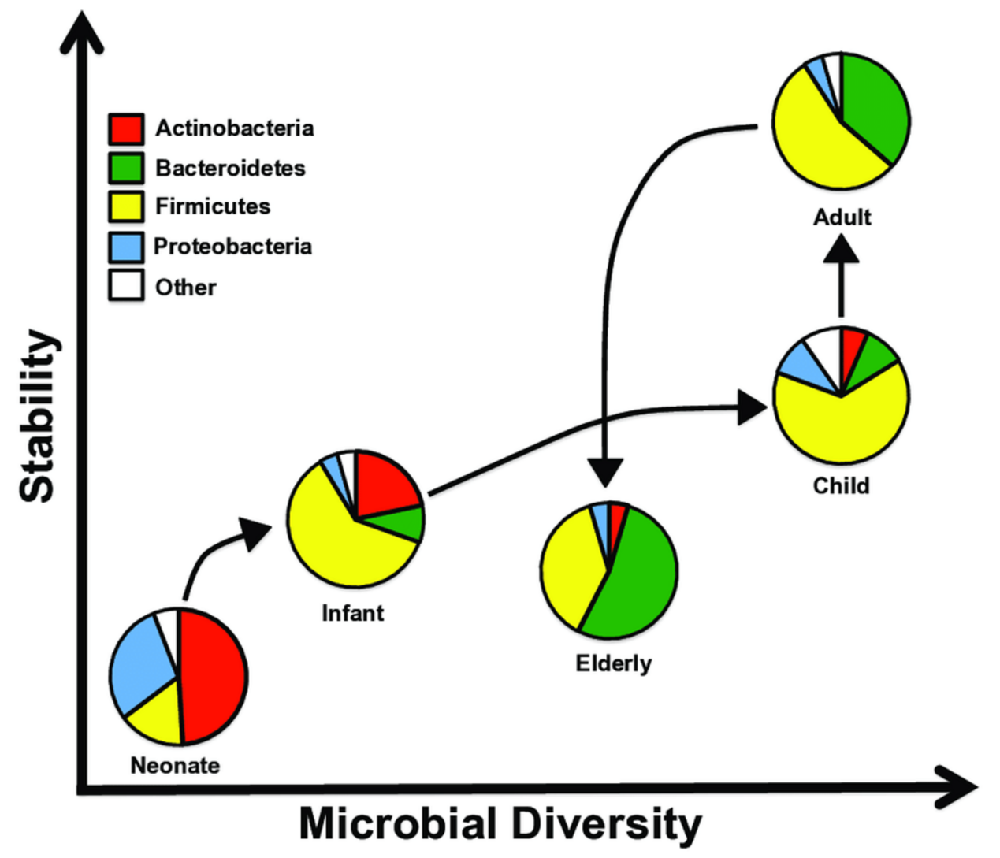 Actinobacteria
Bacteroidetes
Firmicutes
Proteobacteria
Other
Adult
Child
Infant
Elderly
Neonate
Stability
Microbial Diversity